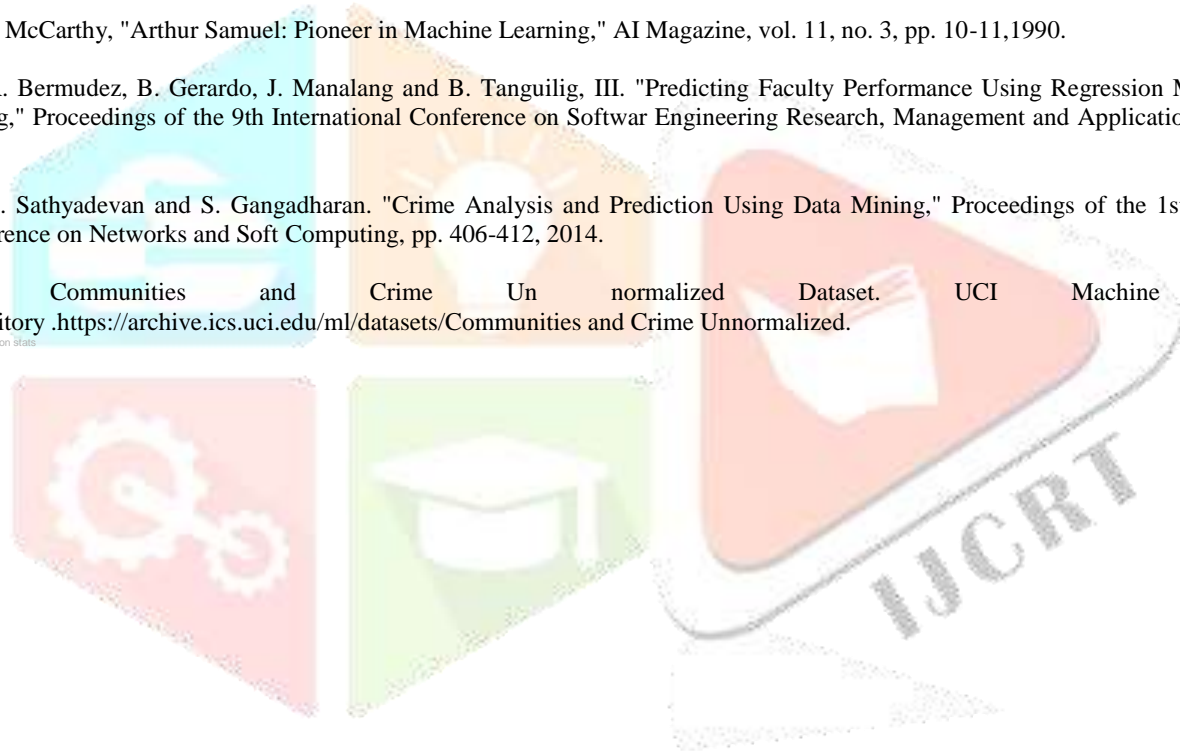 McCarthy, "Arthur Samuel: Pioneer in Machine Learning," AI Magazine, vol. 11, no. 3, pp. 10-11,1990.
. Bermudez, B. Gerardo, J. Manalang and B. Tanguilig, III. "Predicting Faculty Performance Using Regression M
g," Proceedings of the 9th International Conference on Softwar Engineering Research, Management and Applicatio
. Sathyadevan and S. Gangadharan. "Crime Analysis and Prediction Using Data Mining," Proceedings of the 1s
rence on Networks and Soft Computing, pp. 406-412, 2014.
Communities and Crime Un normalized Dataset. UCI Machine
itory .https://archive.ics.uci.edu/ml/datasets/Communities and Crime Unnormalized.
on stats
IJCRT